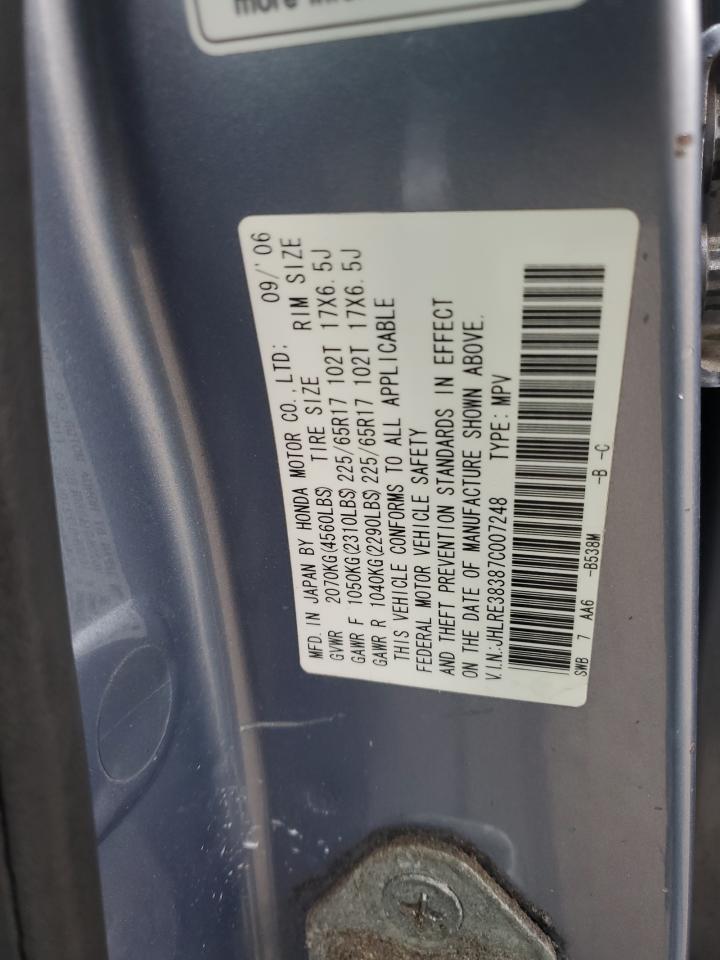 more
MFD. IN JAPAN BY HONDA MOTOR CO., LTD; 09/'06
GVWR 2070KG(4560LBS) TIRE SIZE RIM SIZE
GAWR F 1050KG(2310LBS) 225/65R17 102T 17X6.5J
GAWR R 1040KG(2290LBS) 225/65R17 102T 17X6.5J
THIS VEHICLE CONFORMS TO ALL APPLICABLE
FEDERAL MOTOR VEHICLE SAFETY
AND THEFT PREVENTION STANDARDS IN EFFECT
ON THE DATE OF MANUFACTURE SHOWN ABOVE.
V.I.N.:JHLRE38387C007248 TYPE: MPV
SWB 7 AA6 -B538M -B -C